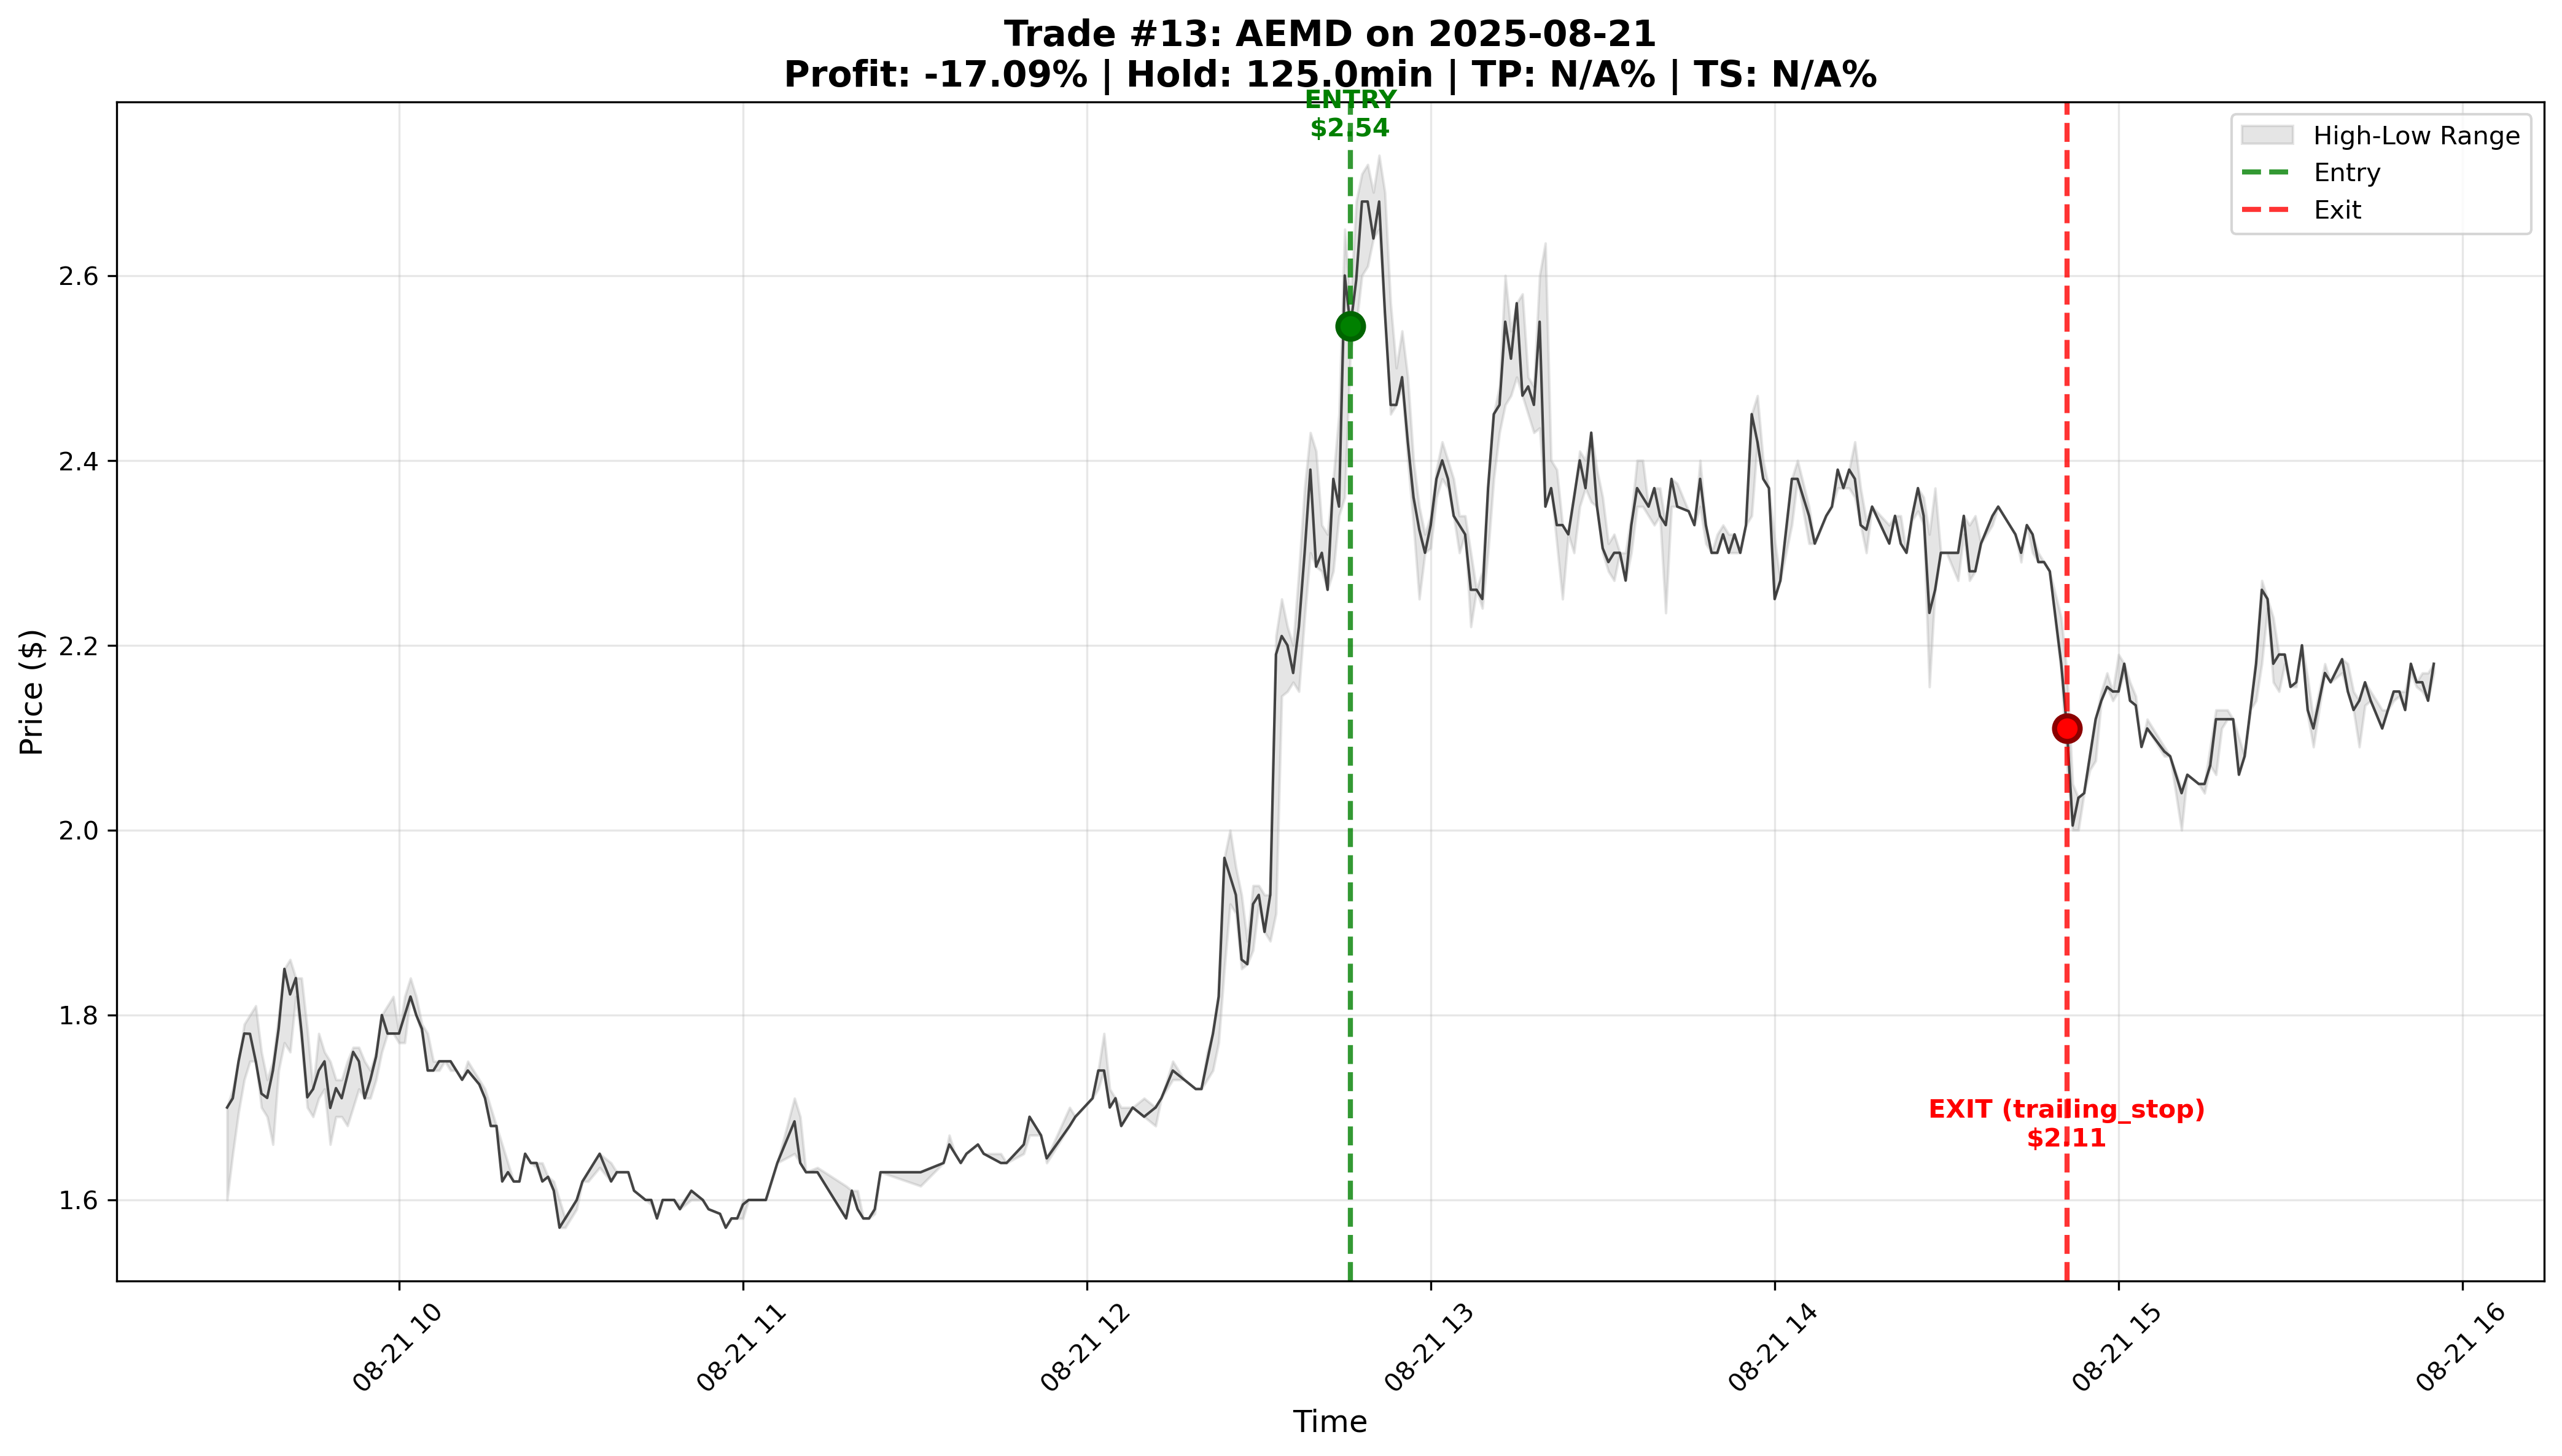 Trade #13: AEMD on 2025-08-21
Profit: -17.09% | Hold: 125.0min | TP: N/A% | TS: N/A%
ENTRY
$2.54
High-Low Range
Entry
Exit
Price ($)
2.6
2.4
2.2
2.0
1.8
1.6
EXIT (trailing_stop)
$2.11
08-21 10
08-21 11
08-21 12
08-21 13
08-21 14
08-21 15
08-21 16
Time